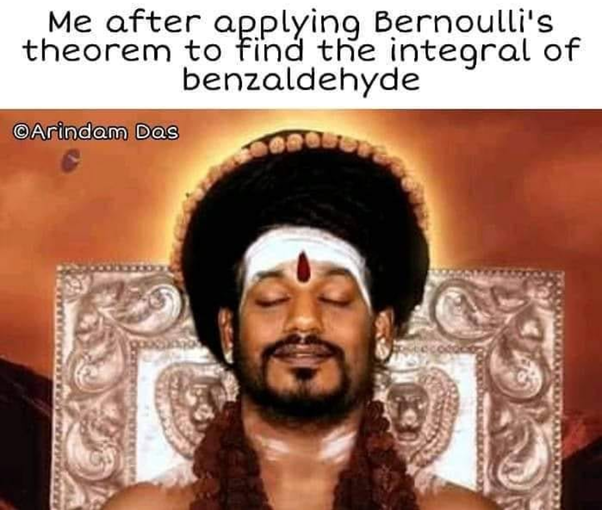 Me after applying Bernoulli's
theorem to find the integral of
benzaldehyde
©Arindam Das